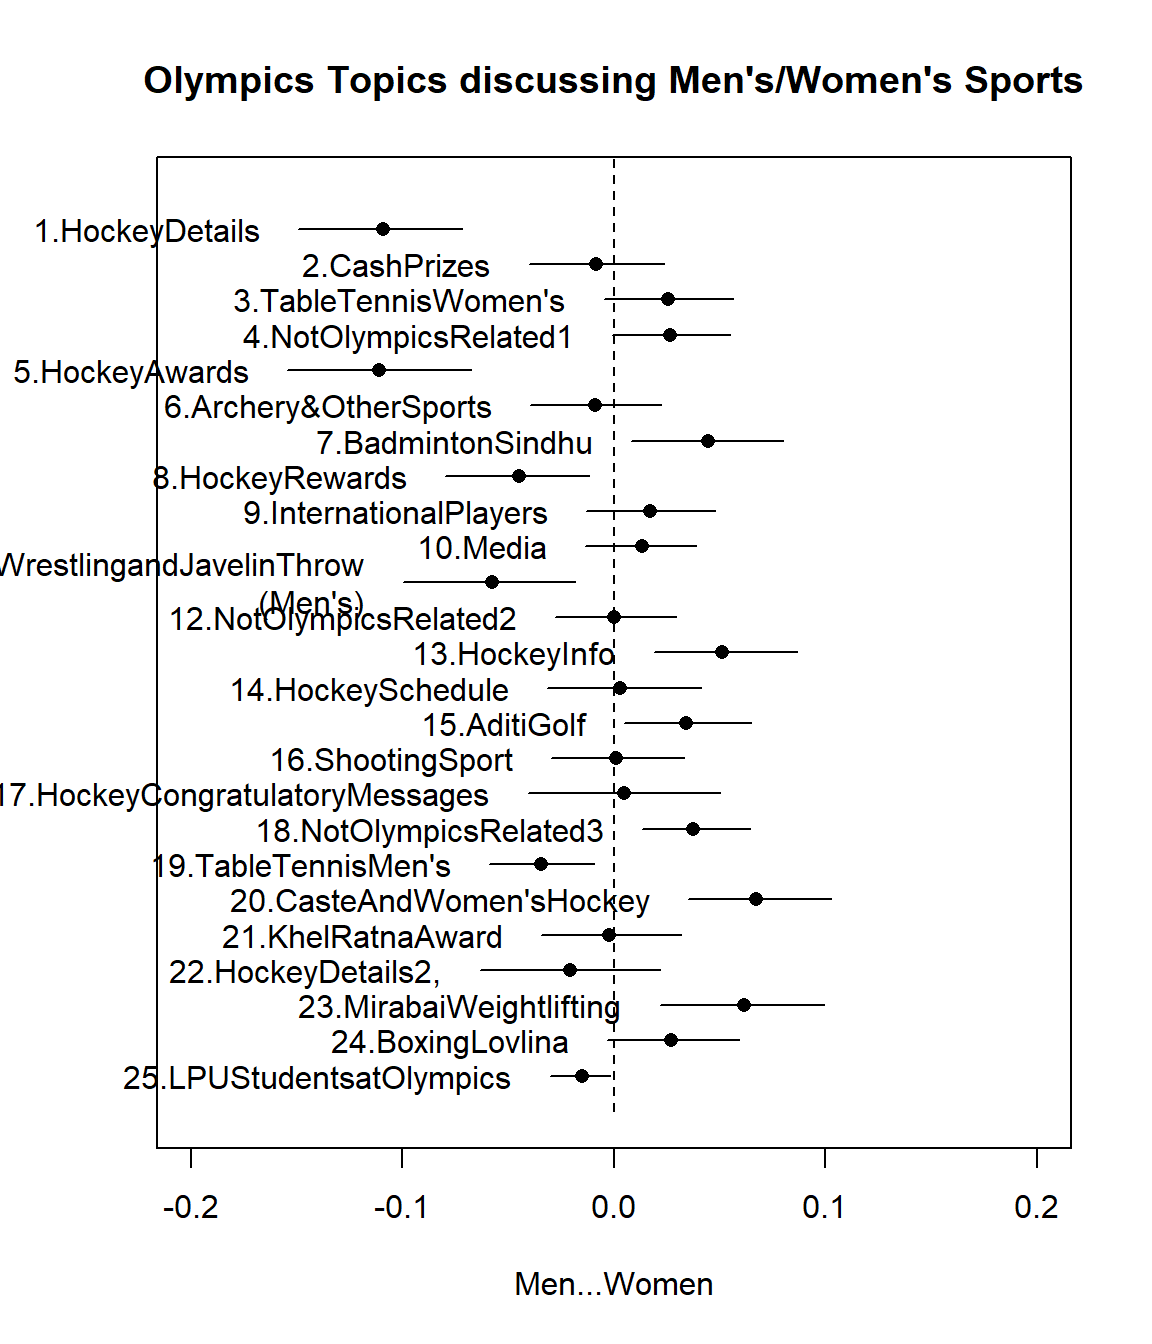 Olympics Topics discussing Men's/Women's Sports
1.HockeyDetails
2.CashPrizes
3.TableTennisWomen's
4.NotOlympicsRelated1
5.HockeyAwards
6.Archery&OtherSports
7.BadmintonSindhu
8.HockeyRewards
9.InternationalPlayers
10.Media
WrestlingandJavelinThrow
(Men's)
12.NotOlympicsRelated2
13.HockeyInfo
14.HockeySchedule
15.AditiGolf
16.ShootingSport
17.HockeyCongratulatoryMessages
18.NotOlympicsRelated3
19.TableTennisMen's
20.CasteAndWomen'sHockey
21.KhelRatnaAward
22.HockeyDetails2,
23.MirabaiWeightlifting
24.BoxingLovlina
25.LPUStudentsatOlympics
-0.2 -0.1 0.0 0.1 0.2
Men...Women